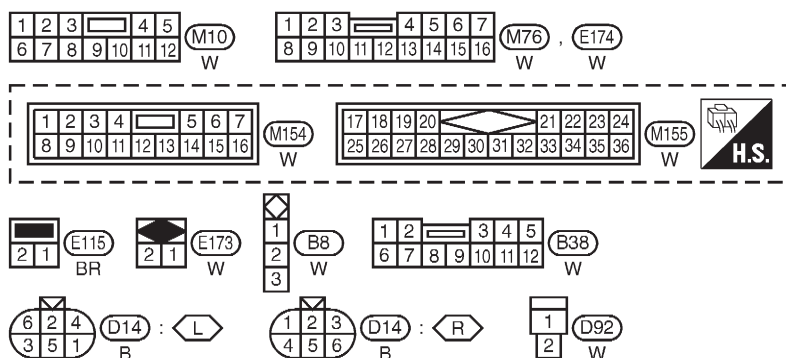 1 2 3 4 5
6 7 8 9 10 11 12
M10
W
1 2 3 4 5 6 7
8 9 10 11 12 13 14 15 16
M76 , E174
W W
1 2 3 4 5 6 7
8 9 10 11 12 13 14 15 16
M154
W
17 18 19 20 21 22 23 24
25 26 27 28 29 30 31 32 33 34 35 36
M155
W
H.S.
2 1
E115
BR
2 1
E173
W
1
2
3
B8
W
1 2 3 4 5
6 7 8 9 10 11 12
B38
W
6 2 4
3 5 1
D14 : L
B
1 2 3
4 5 6
D14 : R
B
1
2
D92
W